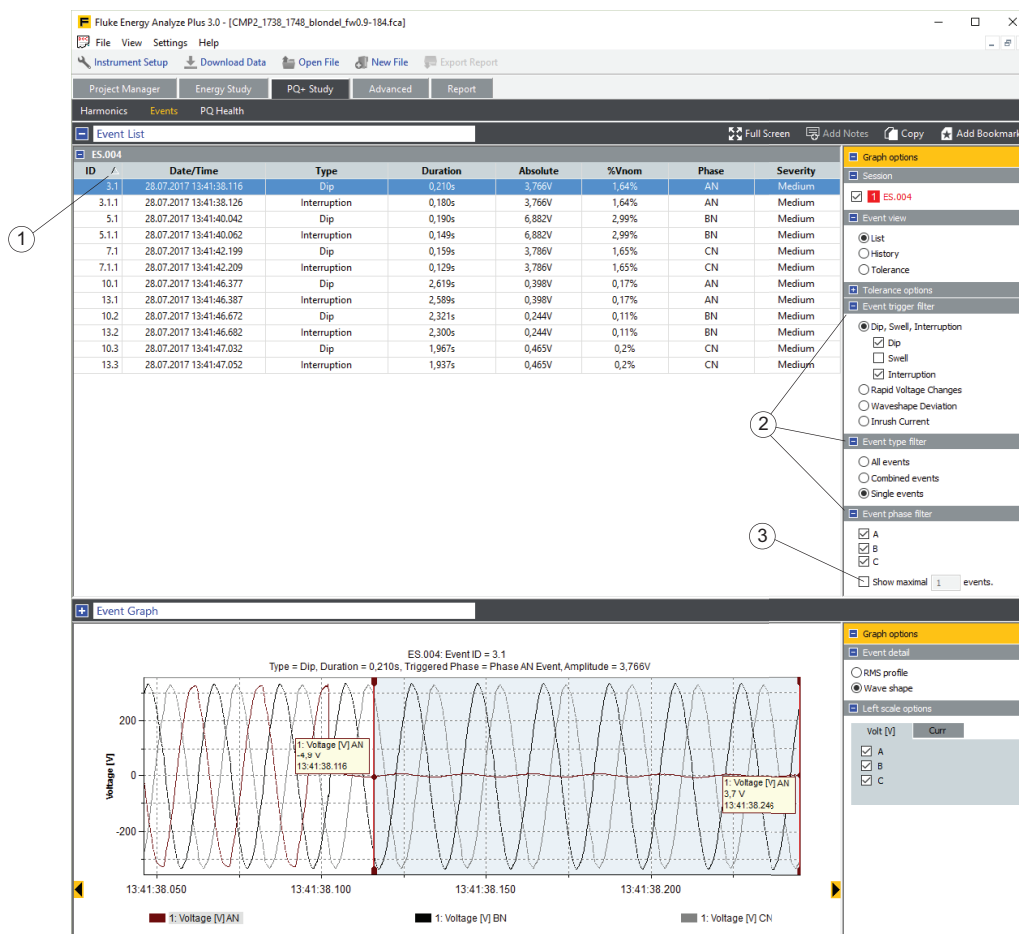 Fluke Energy Analyze Plus 3.0 - [CMP2_1738_1748_blondel_fw0.9-184.fca]
File View Settings Help
Instrument Setup Download Data Open File New File Export Report
Project Manager Energy Study PQ+ Study Advanced Report
Harmonics Events PQ Health
Event List Full Screen Add Notes Copy Add Bookmark
ES.004
ID Date/Time Type Duration Absolute %Vnom Phase Severity
3.1 28.07.2017 13:41:38.116 Dip 0,210s 3,766V 1,64% AN Medium
3.1.1 28.07.2017 13:41:38.126 Interruption 0,180s 3,766V 1,64% AN Medium
5.1 28.07.2017 13:41:40.042 Dip 0,190s 6,882V 2,99% BN Medium
5.1.1 28.07.2017 13:41:40.062 Interruption 0,149s 6,882V 2,99% BN Medium
7.1 28.07.2017 13:41:42.199 Dip 0,159s 3,786V 1,65% CN Medium
7.1.1 28.07.2017 13:41:42.209 Interruption 0,129s 3,786V 1,65% CN Medium
10.1 28.07.2017 13:41:46.377 Dip 2,619s 0,398V 0,17% AN Medium
13.1 28.07.2017 13:41:46.387 Interruption 2,589s 0,398V 0,17% AN Medium
10.2 28.07.2017 13:41:46.672 Dip 2,321s 0,244V 0,11% BN Medium
13.2 28.07.2017 13:41:46.682 Interruption 2,300s 0,244V 0,11% BN Medium
10.3 28.07.2017 13:41:47.032 Dip 1,967s 0,465V 0,2% CN Medium
13.3 28.07.2017 13:41:47.052 Interruption 1,937s 0,465V 0,2% CN Medium
1
2
3
Graph options
Session
1 ES.004
Event view
List
History
Tolerance
Tolerance options
Event trigger filter
Dip, Swell, Interruption
Dip
Swell
Interruption
Rapid Voltage Changes
Waveshape Deviation
Inrush Current
Event type filter
All events
Combined events
Single events
Event phase filter
A
B
C
Show maximal 1 events.
Event Graph
ES.004: Event ID = 3.1
Type = Dip, Duration = 0,210s, Triggered Phase = Phase AN Event, Amplitude = 3,766V
Voltage [V]
200
0
-200
1: Voltage [V] AN
-4,9 V
13:41:38.116
1: Voltage [V] AN
3,7 V
13:41:38.246
13:41:38.050 13:41:38.100 13:41:38.150 13:41:38.200
1: Voltage [V] AN 1: Voltage [V] BN 1: Voltage [V] CN
Graph options
Event detail
RMS profile
Wave shape
Left scale options
Volt [V] Curr
A
B
C